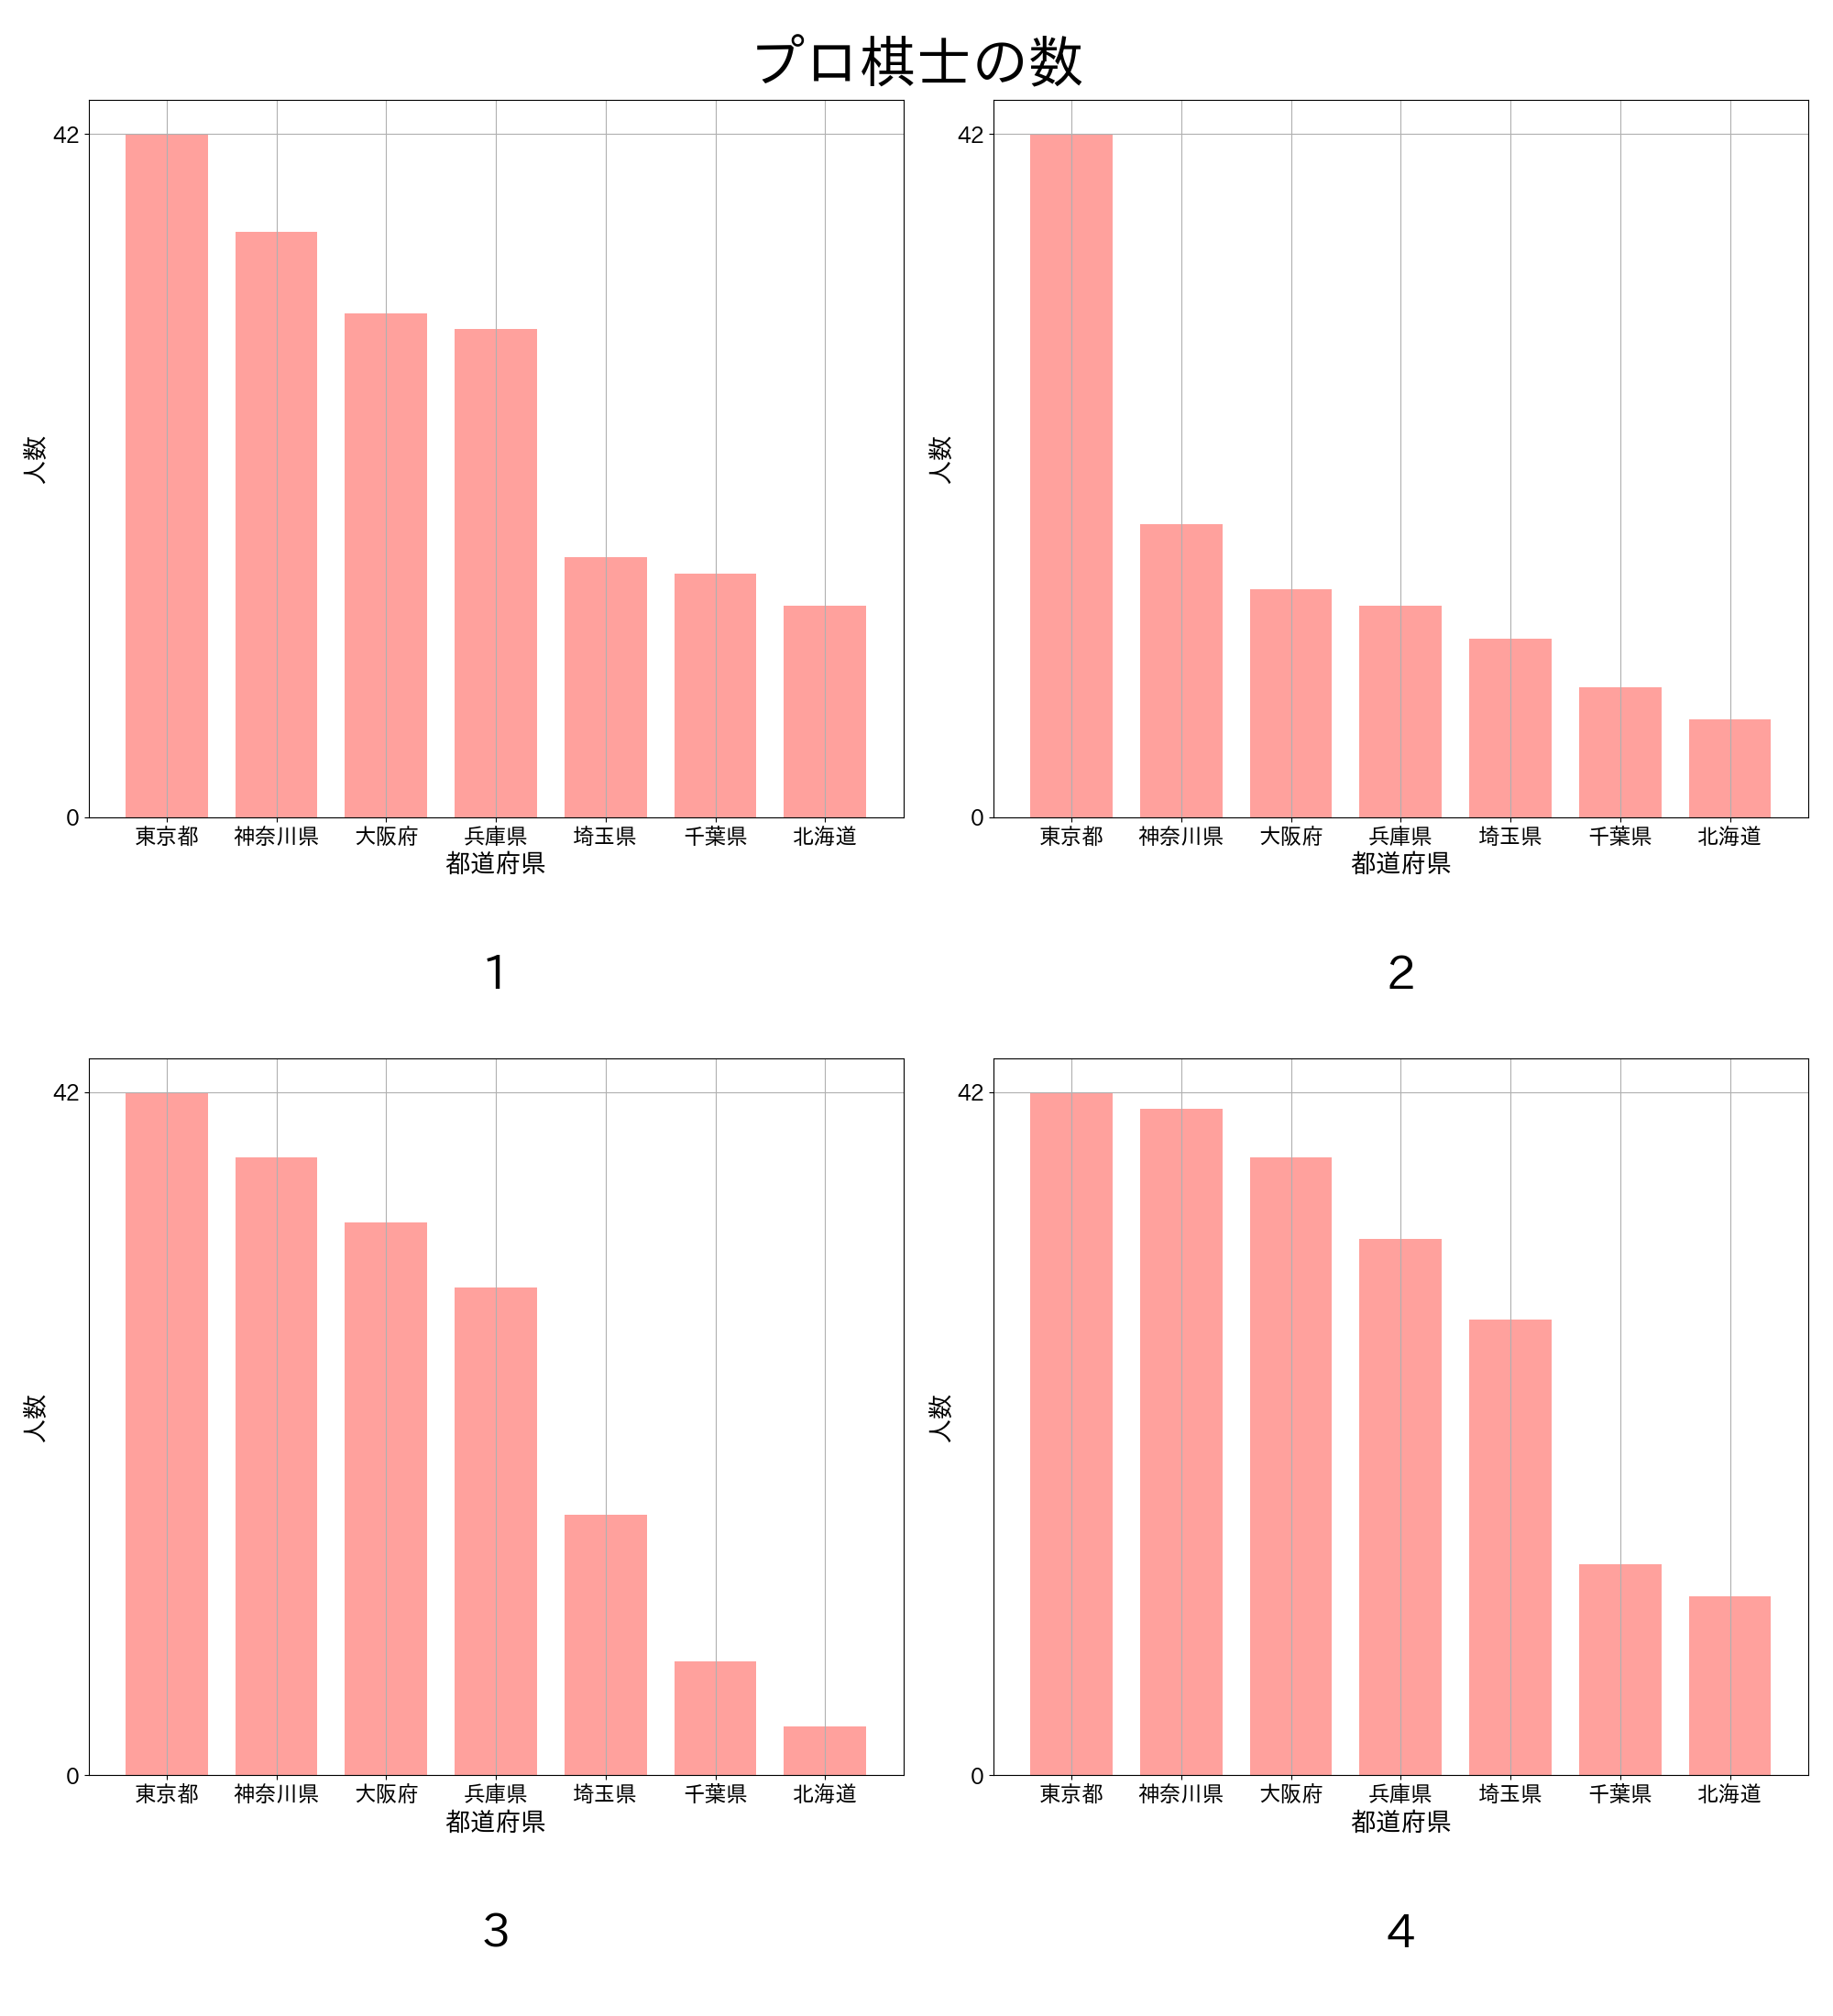 プロ棋士の数
42
0
人数
東京都 神奈川県 大阪府 兵庫県 埼玉県 千葉県 北海道
都道府県
1
42
0
人数
東京都 神奈川県 大阪府 兵庫県 埼玉県 千葉県 北海道
都道府県
2
42
0
人数
東京都 神奈川県 大阪府 兵庫県 埼玉県 千葉県 北海道
都道府県
3
42
0
人数
東京都 神奈川県 大阪府 兵庫県 埼玉県 千葉県 北海道
都道府県
4